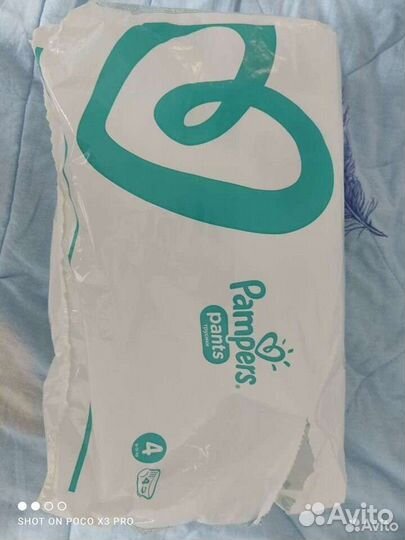 Pampers
pants
трусики
4
SHOT ON POCO X3 PRO
Avito